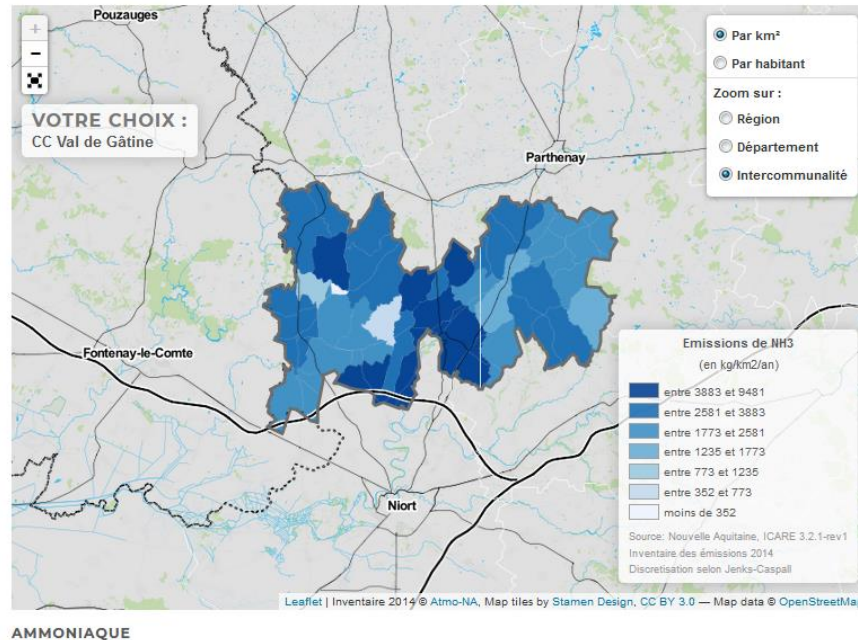 Pouzauges
+
−
VOTRE CHOIX :
CC Val de Gâtine
Par km²
Par habitant
Zoom sur :
Région
Département
Intercommunalité
Parthenay
Fontenay-le-Comte
Niort
Emissions de NH3
(en kg/km2/an)
entre 3883 et 9481
entre 2581 et 3883
entre 1773 et 2581
entre 1235 et 1773
entre 773 et 1235
entre 352 et 773
moins de 352
Source: Nouvelle Aquitaine, ICARE 3.2.1-rev1
Inventaire des émissions 2014
Discretisation selon Jenks-Caspall
Leaflet | Inventaire 2014 © Atmo-NA, Map tiles by Stamen Design, CC BY 3.0 — Map data © OpenStreetMap
AMMONIAQUE